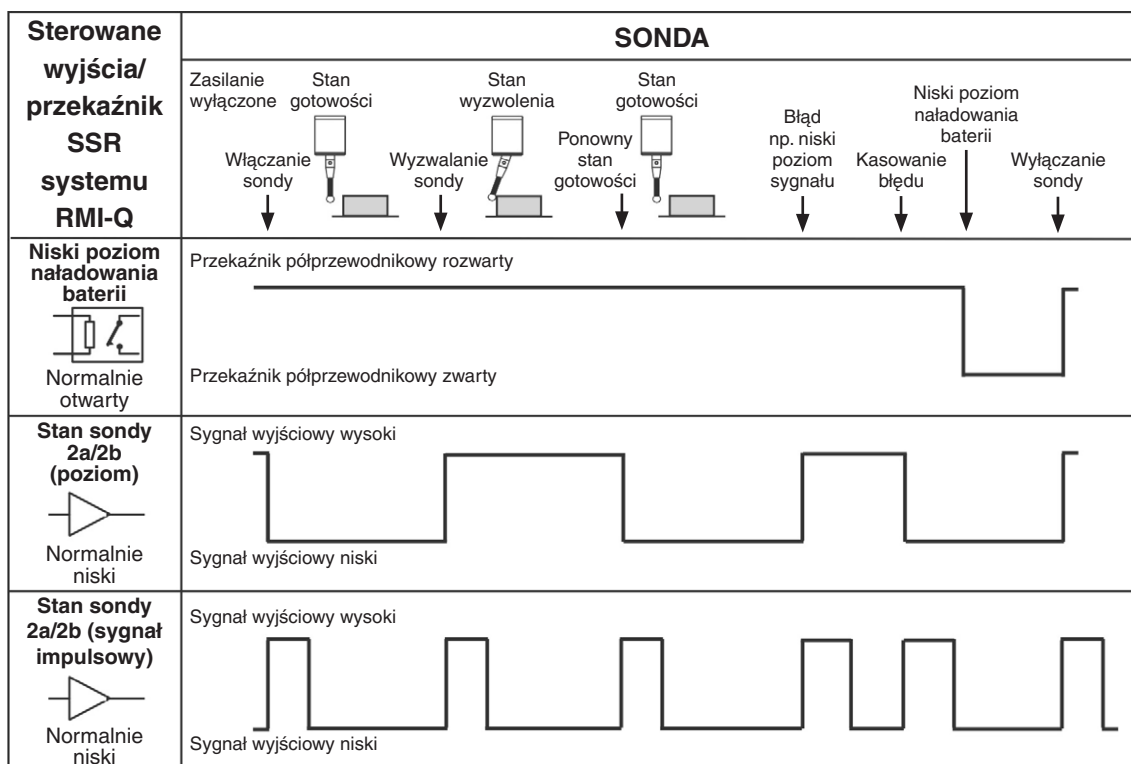 Sterowane
wyjścia/
przekaźnik
SSR
systemu
RMI-Q
SONDA
Zasilanie
wyłączone
Włączanie
sondy
Stan
gotowości
Wyzwalanie
sondy
Stan
wyzwolenia
Ponowny
stan
gotowości
Stan
gotowości
Błąd
np. niski
poziom
sygnału
Kasowanie
błędu
Niski poziom
naładowania
baterii
Wyłączanie
sondy
Niski poziom
naładowania
baterii
Normalnie
otwarty
Przekaźnik półprzewodnikowy rozwarty
Przekaźnik półprzewodnikowy zwarty
Stan sondy
2a/2b
(poziom)
Normalnie
niski
Sygnał wyjściowy wysoki
Sygnał wyjściowy niski
Stan sondy
2a/2b (sygnał
impulsowy)
Normalnie
niski
Sygnał wyjściowy wysoki
Sygnał wyjściowy niski